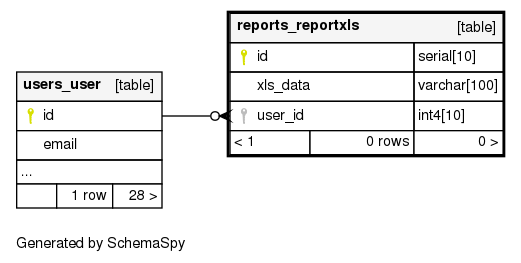 reports_reportxls [table]
id serial[10]
xls_data varchar[100]
user_id int4[10]
< 1 0 rows 0 >
users_user [table]
id
email
...
1 row 28 >
Generated by SchemaSpy